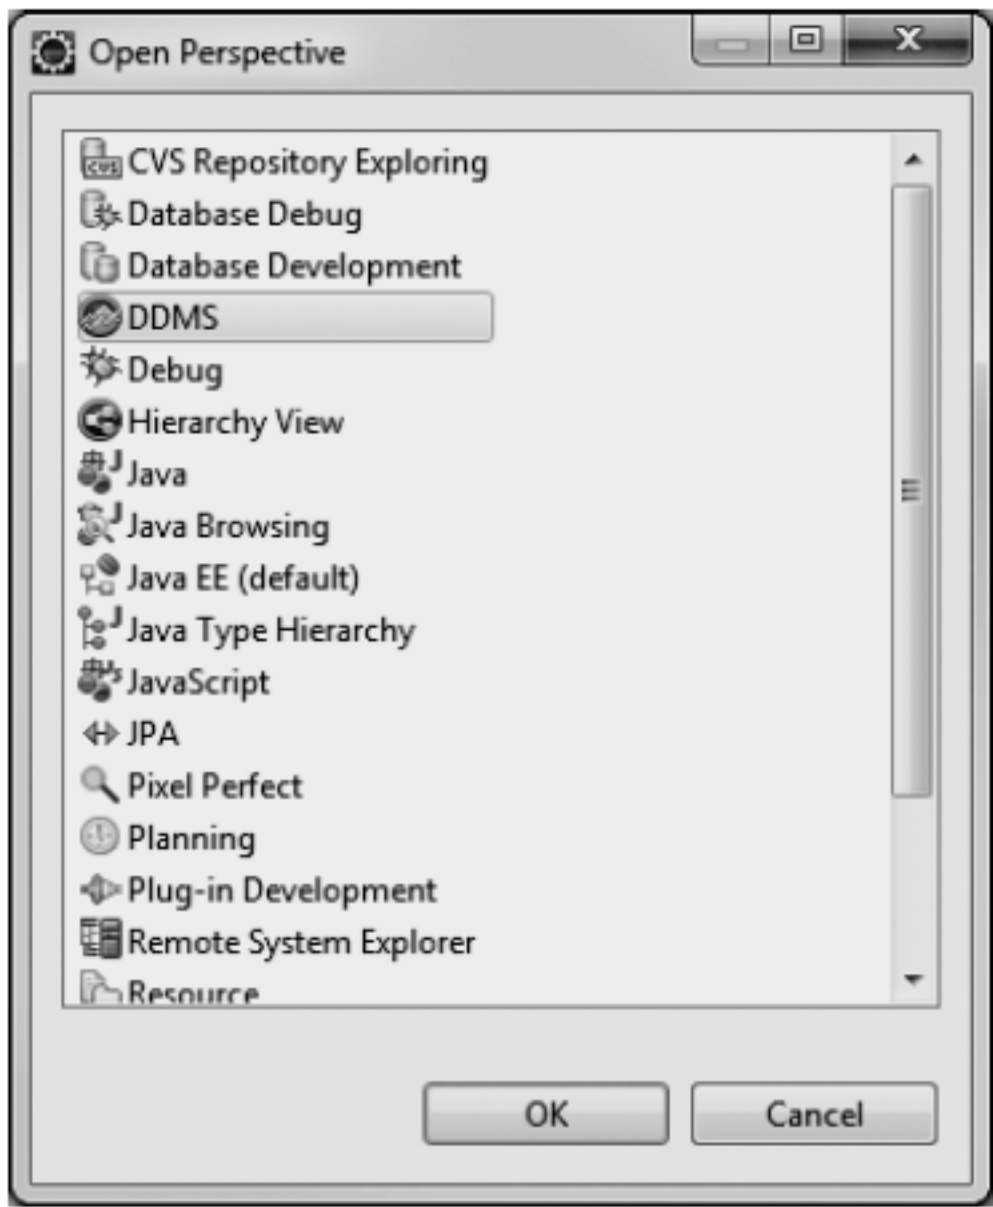 Open Perspective
CVS Repository Exploring
Database Debug
Database Development
DDMS
Debug
Hierarchy View
Java
Java Browsing
Java EE (default)
Java Type Hierarchy
JavaScript
JPA
Pixel Perfect
Planning
Plug-in Development
Remote System Explorer
Resource
OK
Cancel